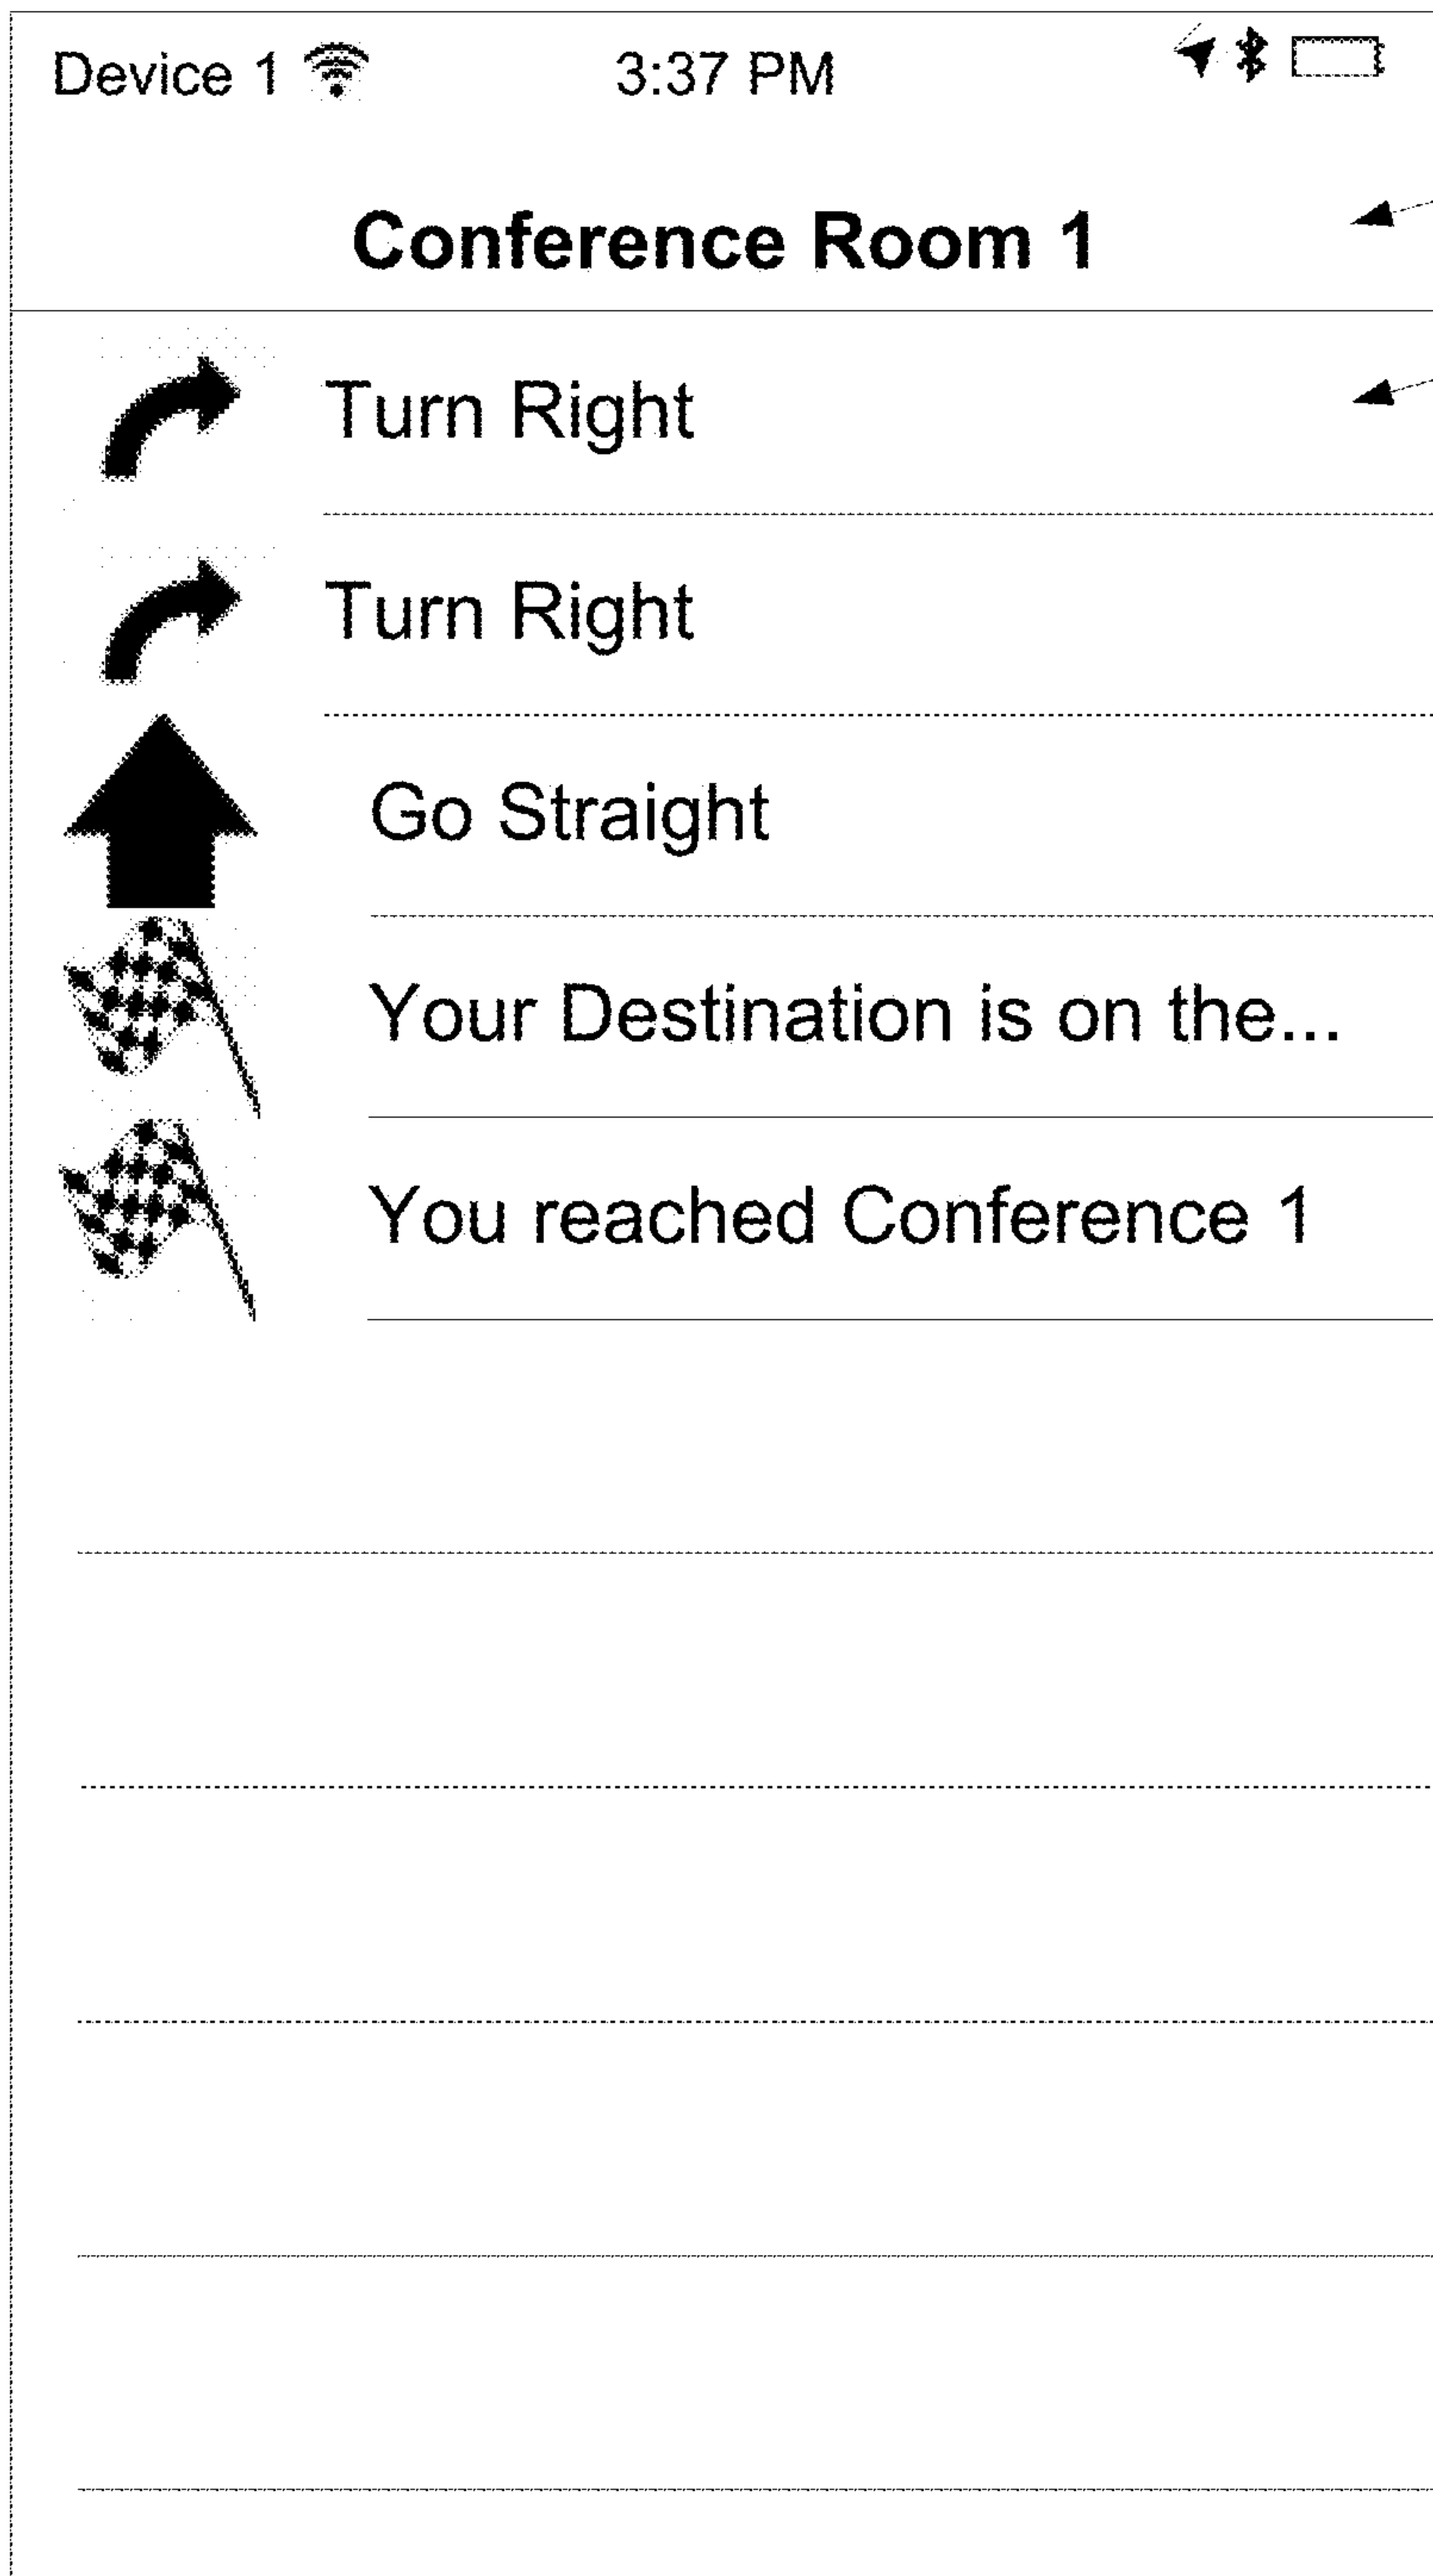 Device 1 3:37 PM
Conference Room 1
Turn Right
Turn Right
Go Straight
Your Destination is on the...
You reached Conference 1